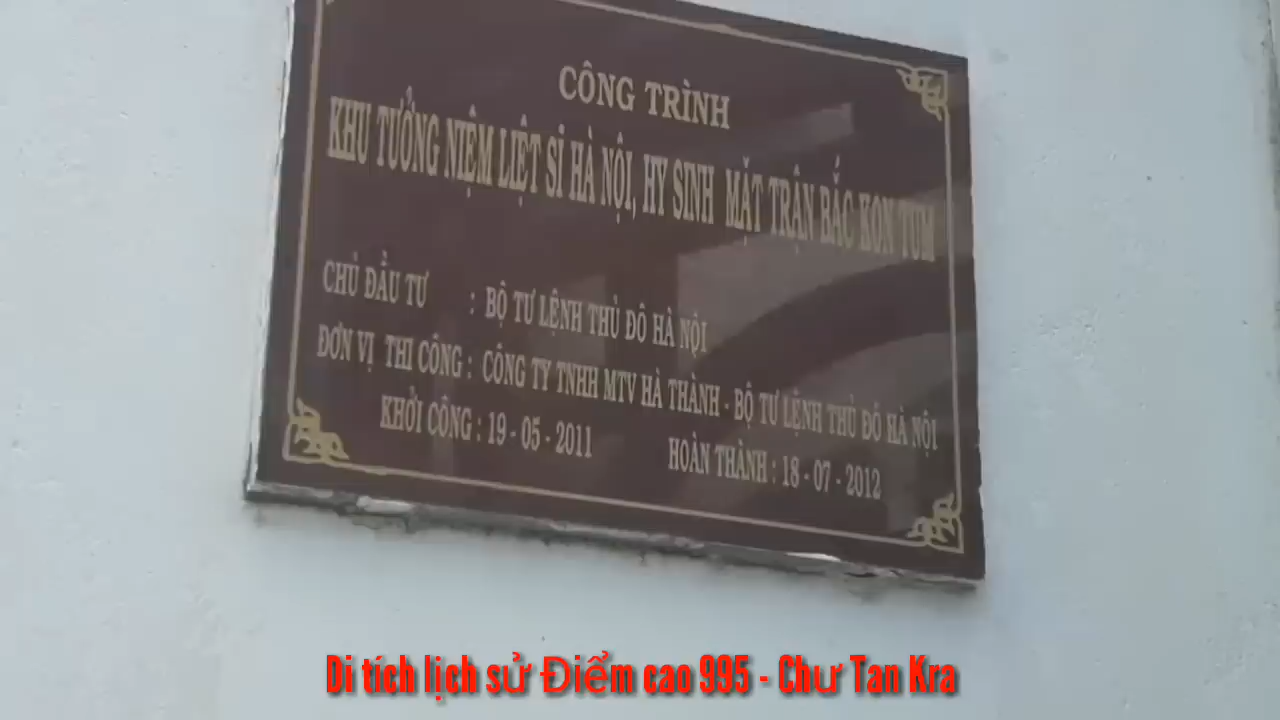 CÔNG TRÌNH
KHU TƯỞNG NIỆM LIỆT SĨ HÀ NỘI, HY SINH MẶT TRẬN BẮC KON TUM
CHỦ ĐẦU TƯ : BỘ TƯ LỆNH THỦ ĐÔ HÀ NỘI
ĐƠN VỊ THI CÔNG : CÔNG TY TNHH MTV HÀ THÀNH - BỘ TƯ LỆNH THỦ ĐÔ HÀ NỘI
KHỞI CÔNG : 19 - 05 - 2011 HOÀN THÀNH : 18 - 07 - 2012
Di tích lịch sử Điểm cao 995 - Chư Tan Kra